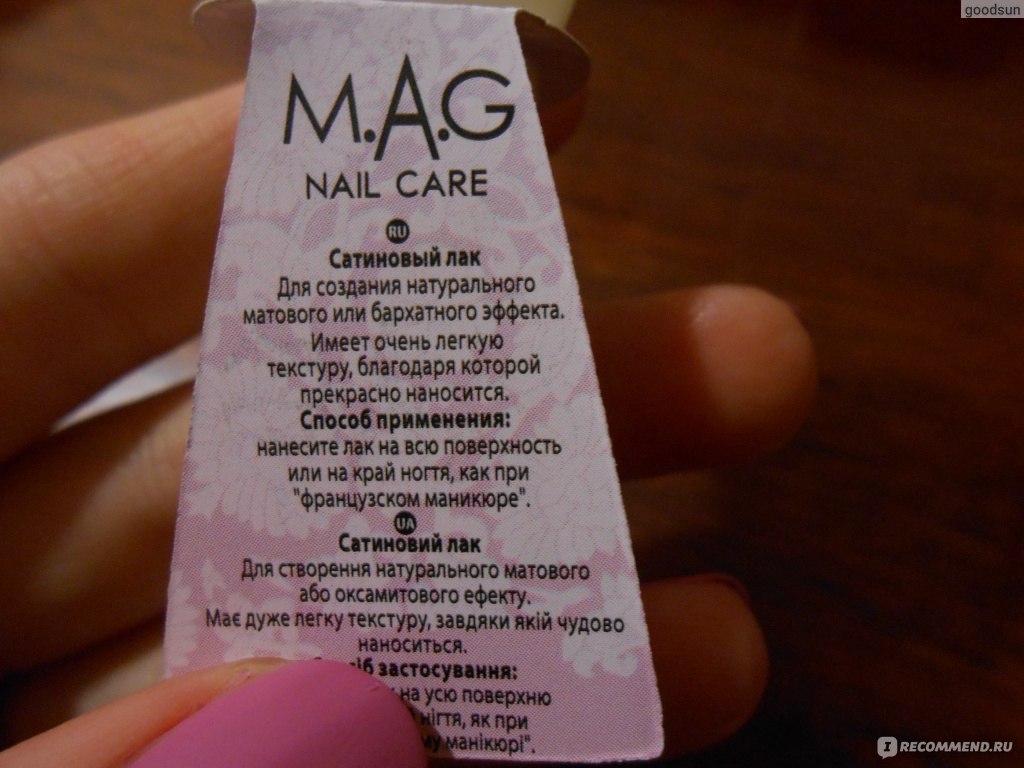 goodsun
M.A.G
NAIL CARE
RU
Сатиновый лак
Для создания натурального
матового или бархатного эффекта.
Имеет очень легкую
текстуру, благодаря которой
прекрасно наносится.
Способ применения:
нанесите лак на всю поверхность
или на край ногтя, как при
"французском маникюре".
UA
Сатиновий лак
Для створення натурального матового
або оксамитового ефекту.
Має дуже легку текстуру, завдяки якій чудово
наноситься.
застосування:
на усю поверхню
нігтя, як при
манікюрі".
IRECOMMEND.RU